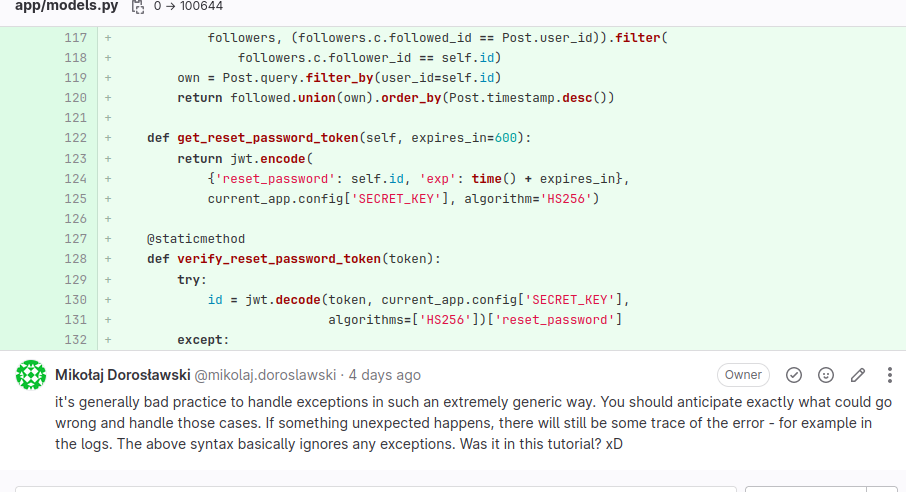 app/models.py 0 → 100644
117 + followers, (followers.c.followed_id == Post.user_id)).filter(
118 + followers.c.follower_id == self.id)
119 + own = Post.query.filter_by(user_id=self.id)
120 + return followed.union(own).order_by(Post.timestamp.desc())
121 +
122 + def get_reset_password_token(self, expires_in=600):
123 + return jwt.encode(
124 + {'reset_password': self.id, 'exp': time() + expires_in},
125 + current_app.config['SECRET_KEY'], algorithm='HS256')
126 +
127 + @staticmethod
128 + def verify_reset_password_token(token):
129 + try:
130 + id = jwt.decode(token, current_app.config['SECRET_KEY'],
131 + algorithms=['HS256'])['reset_password']
132 + except:
Mikołaj Dorosławski @mikolaj.doroslawski · 4 days ago Owner
it's generally bad practice to handle exceptions in such an extremely generic way. You should anticipate exactly what could go
wrong and handle those cases. If something unexpected happens, there will still be some trace of the error - for example in
the logs. The above syntax basically ignores any exceptions. Was it in this tutorial? xD